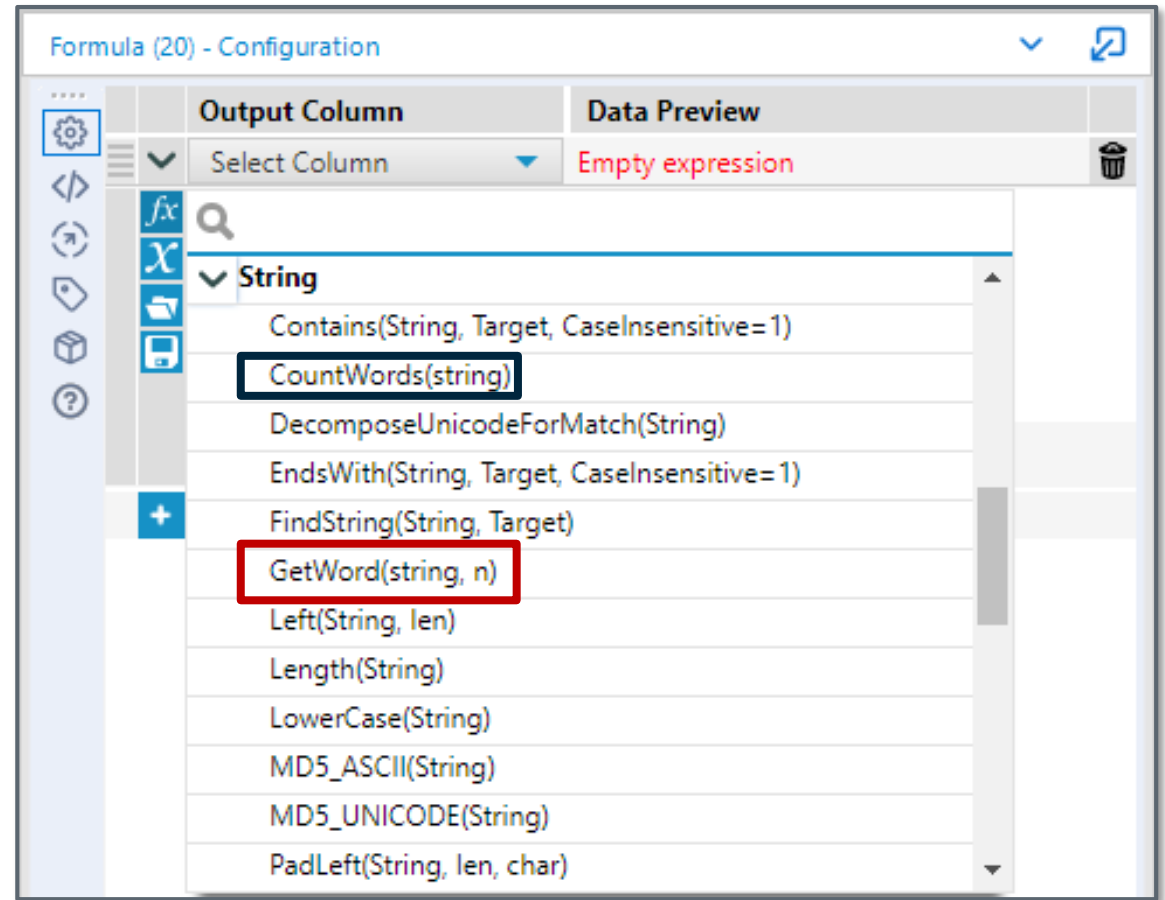 Formula (20) - Configuration
Output Column Data Preview
Select Column Empty expression
fx
X
String
Contains(String, Target, CaseInsensitive=1)
CountWords(string)
DecomposeUnicodeForMatch(String)
EndsWith(String, Target, CaseInsensitive=1)
FindString(String, Target)
GetWord(string, n)
Left(String, len)
Length(String)
LowerCase(String)
MD5_ASCII(String)
MD5_UNICODE(String)
PadLeft(String, len, char)